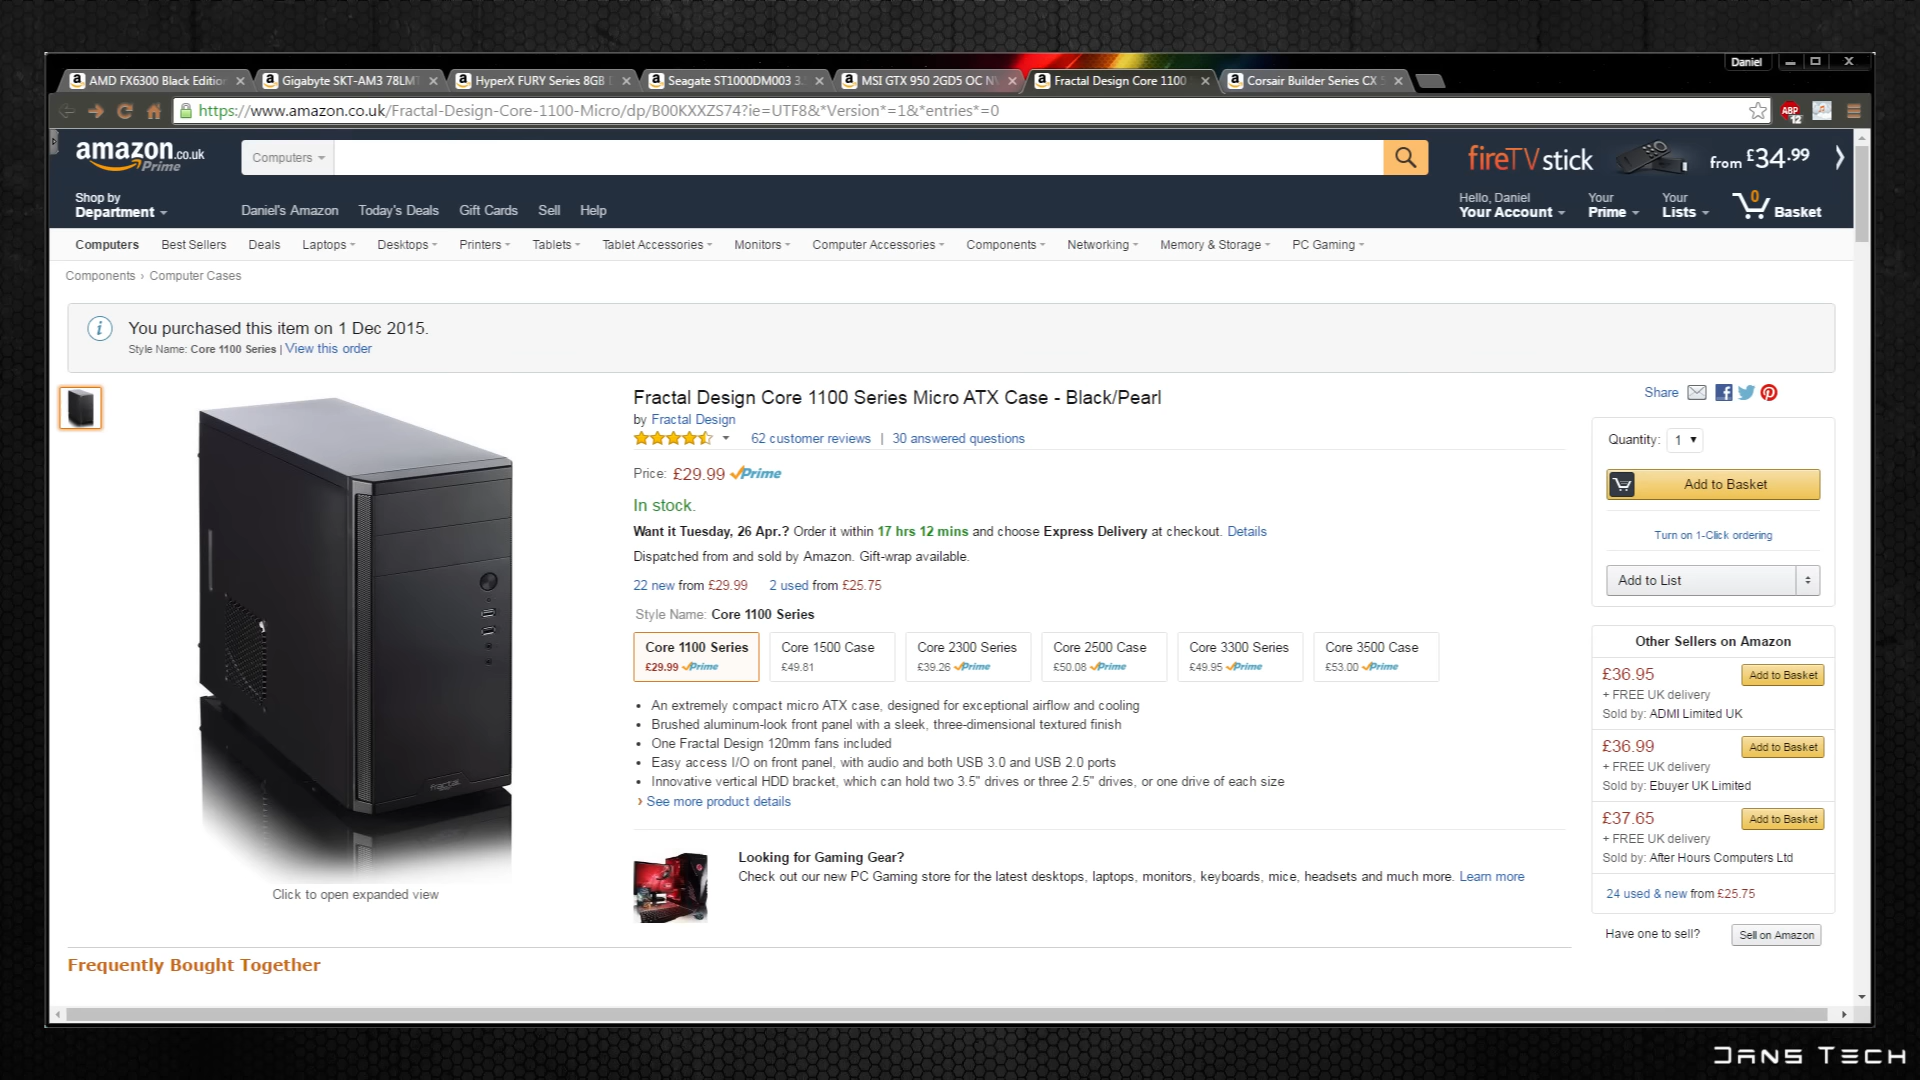 Daniel
AMD FX6300 Black Editio
Gigabyte SKT-AM3 78LMT
HyperX FURY Series 8GB
Seagate ST1000DM003 3.
MSI GTX 950 2GD5 OC N
Fractal Design Core 1100
Corsair Builder Series CX
https://www.amazon.co.uk/Fractal-Design-Core-1100-Micro/dp/B00KXXZS74?ie=UTF8&*Version*=1&*entries*=0
ABP
12
amazon.co.uk
Prime
Computers
fireTVstick
from £34.99
Shop by
Department
Daniel's Amazon Today's Deals Gift Cards Sell Help
Hello, Daniel
Your Account
Your
Prime
Your
Lists
0
Basket
Computers Best Sellers Deals Laptops Desktops Printers Tablets Tablet Accessories Monitors Computer Accessories Components Networking Memory & Storage PC Gaming
Components › Computer Cases
You purchased this item on 1 Dec 2015.
Style Name: Core 1100 Series | View this order
Fractal Design Core 1100 Series Micro ATX Case - Black/Pearl
by Fractal Design
62 customer reviews | 30 answered questions
Price: £29.99 Prime
In stock.
Want it Tuesday, 26 Apr.? Order it within 17 hrs 12 mins and choose Express Delivery at checkout. Details
Dispatched from and sold by Amazon. Gift-wrap available.
22 new from £29.99 2 used from £25.75
Style Name: Core 1100 Series
Core 1100 Series
£29.99 Prime
Core 1500 Case
£49.81
Core 2300 Series
£39.26 Prime
Core 2500 Case
£50.08 Prime
Core 3300 Series
£49.95 Prime
Core 3500 Case
£53.00 Prime
• An extremely compact micro ATX case, designed for exceptional airflow and cooling
• Brushed aluminum-look front panel with a sleek, three-dimensional textured finish
• One Fractal Design 120mm fans included
• Easy access I/O on front panel, with audio and both USB 3.0 and USB 2.0 ports
• Innovative vertical HDD bracket, which can hold two 3.5" drives or three 2.5" drives, or one drive of each size
› See more product details
Looking for Gaming Gear?
Check out our new PC Gaming store for the latest desktops, laptops, monitors, keyboards, mice, headsets and much more. Learn more
fractal
Click to open expanded view
Share
Quantity: 1
Add to Basket
Turn on 1-Click ordering
Add to List
Other Sellers on Amazon
£36.95
Add to Basket
+ FREE UK delivery
Sold by: ADMI Limited UK
£36.99
Add to Basket
+ FREE UK delivery
Sold by: Ebuyer UK Limited
£37.65
Add to Basket
+ FREE UK delivery
Sold by: After Hours Computers Ltd
24 used & new from £25.75
Have one to sell?
Sell on Amazon
Frequently Bought Together
DANS TECH